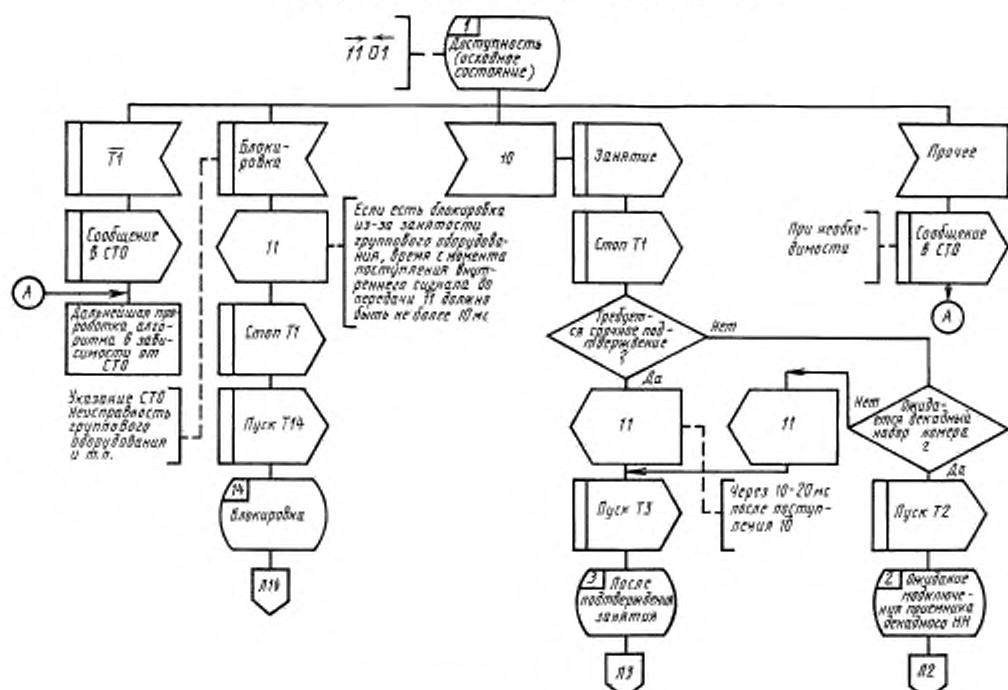 1
Доступность
(исходное
состояние)
11 01
T1
Блоки-
ровка
10
Занятие
Прочее
Сообщение
в СТО
11
Если есть блокировка
из-за занятости
группового оборудова-
ния, время с момента
поступления внут-
реннего сигнала до
передачи 11 должно
быть не более 10 мс
Стоп Т1
При необхо-
димости
Сообщение
в СТО
А
А
Дальнейшая про-
работка алго-
ритма в зави-
симости от
СТО
Стоп Т1
Требует-
ся срочное под-
тверждение
?
Нет
Да
Указание СТО
Неисправность
группового
оборудования
и т.п.
Пуск Т14
11
11
Нет
Ожида-
ется декадный
набор номера
?
Да
14
Блокировка
Пуск Т3
Через 10-20 мс
после поступ-
ления 10
Пуск Т2
Л14
3 После
подтверждения
занятия
2 Ожидание
подключе-
ния приемника
декадного НН
Л3
Л2